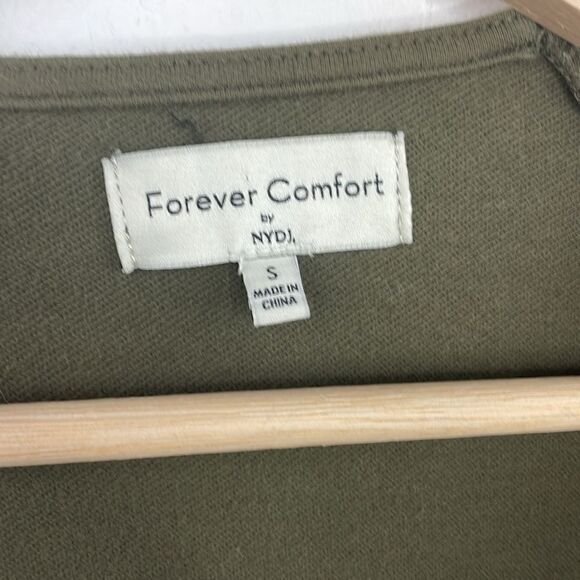 Forever Comfort
by
NYDJ.
S
MADE IN
CHINA